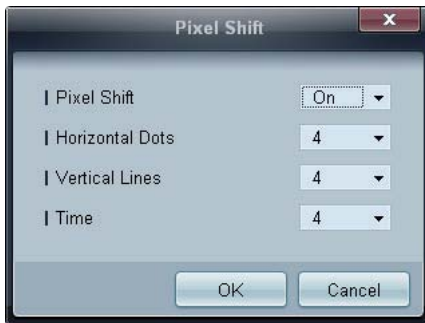 Pixel Shift
Pixel Shift On
Horizontal Dots 4
Vertical Lines 4
Time 4
OK Cancel